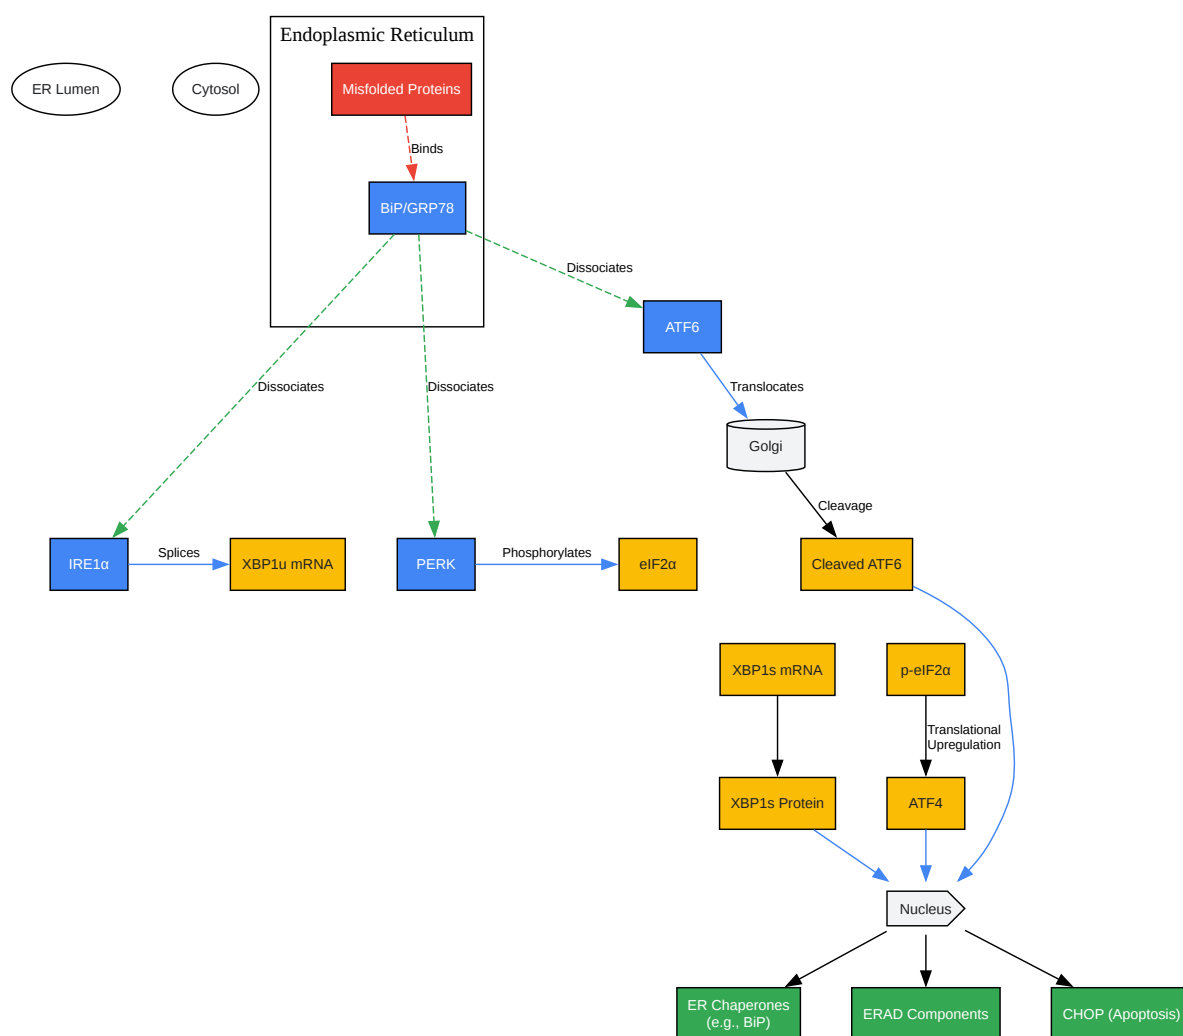 Endoplasmic Reticulum
ER Lumen
Cytosol
Misfolded Proteins
Binds
BiP/GRP78
Dissociates
ATF6
Dissociates
Dissociates
Translocates
Golgi
Cleavage
IRE1α
Splices
XBP1u mRNA
PERK
Phosphorylates
eIF2α
Cleaved ATF6
XBP1s mRNA
p-eIF2α
Translational
Upregulation
XBP1s Protein
ATF4
Nucleus
ER Chaperones
(e.g., BiP)
ERAD Components
CHOP (Apoptosis)